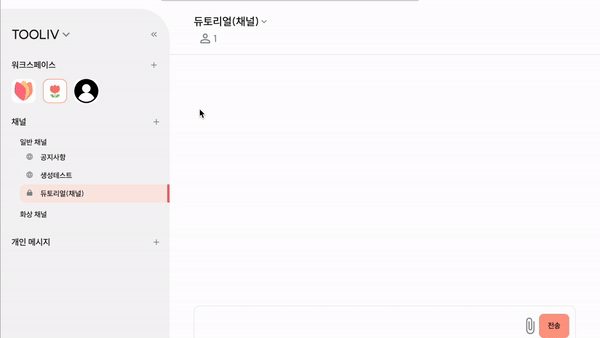 TOOLIV
워크스페이스
채널
일반 채널
공지사항
생성테스트
듀토리얼(채널)
화상 채널
개인 메시지
듀토리얼(채널)
1
전송